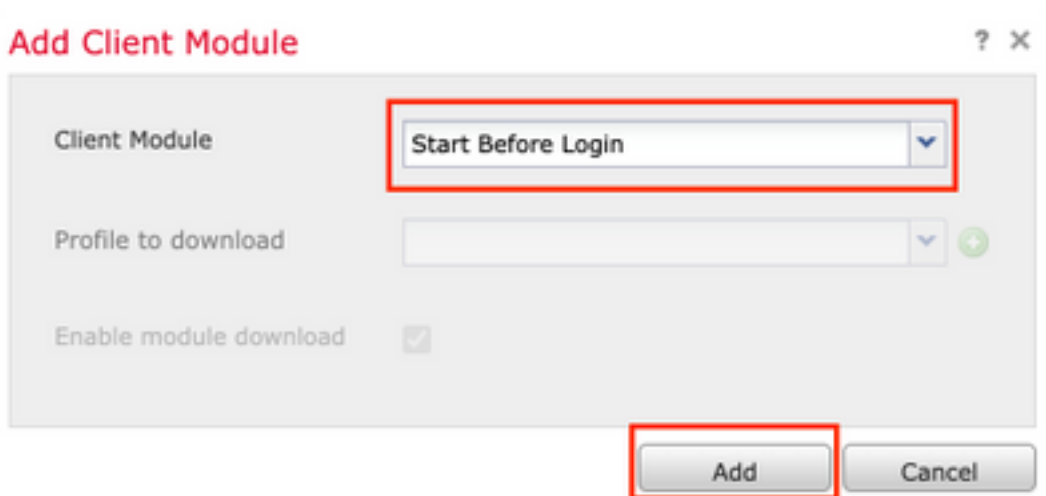 Add Client Module ? ×
Client Module Start Before Login
Profile to download
Enable module download
Add Cancel